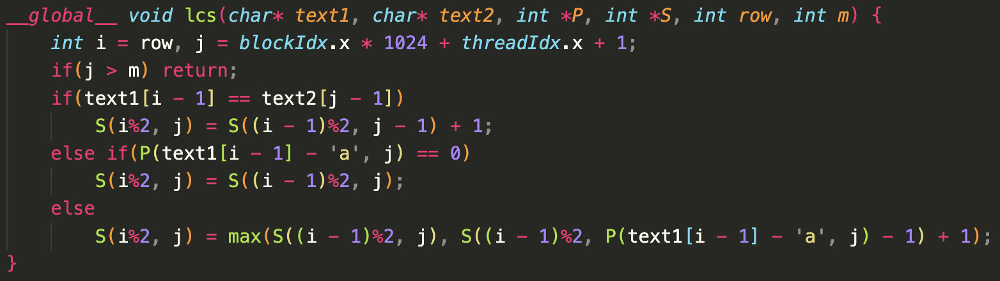 __global__ void lcs(char* text1, char* text2, int *P, int *S, int row, int m) {
    int i = row, j = blockIdx.x * 1024 + threadIdx.x + 1;
    if(j > m) return;
    if(text1[i - 1] == text2[j - 1])
        S(i%2, j) = S((i - 1)%2, j - 1) + 1;
    else if(P(text1[i - 1] - 'a', j) == 0)
        S(i%2, j) = S((i - 1)%2, j);
    else
        S(i%2, j) = max(S((i - 1)%2, j), S((i - 1)%2, P(text1[i - 1] - 'a', j) - 1) + 1);
}